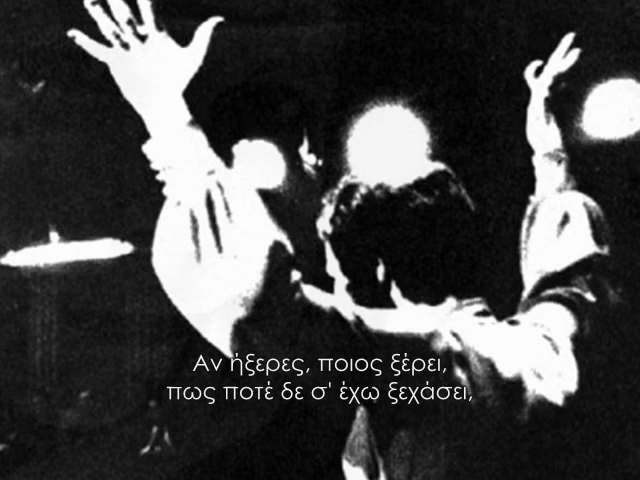 Αν ήξερες, ποιος ξέρει,
πως ποτέ δε σ' έχω ξεχάσει,